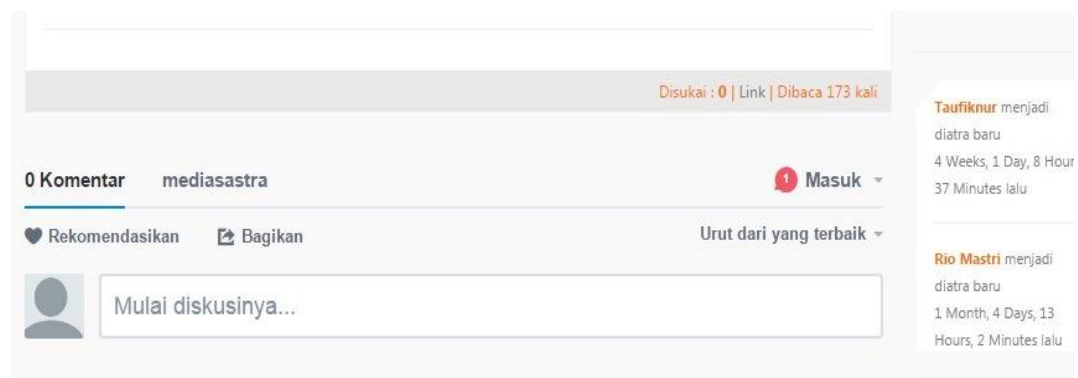 Disukai : 0 | Link | Dibaca 173 kali
0 Komentar mediasastra 1 Masuk
Rekomendasikan Bagikan Urut dari yang terbaik
Mulai diskusinya...
Taufiknur menjadi
diatra baru
4 Weeks, 1 Day, 8 Hour
37 Minutes lalu
Rio Mastri menjadi
diatra baru
1 Month, 4 Days, 13
Hours, 2 Minutes lalu